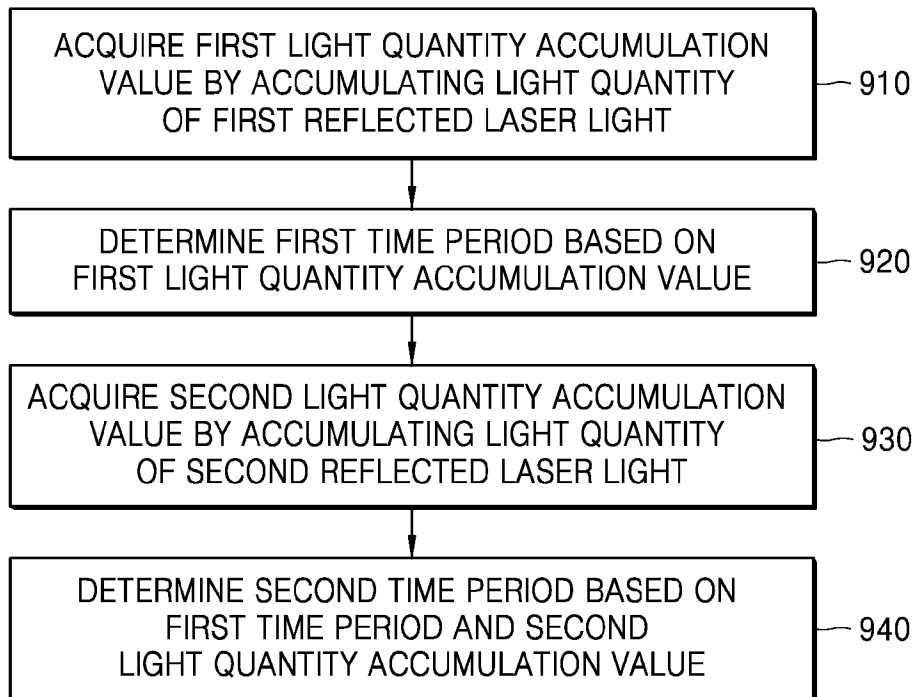 ACQUIRE FIRST LIGHT QUANTITY ACCUMULATION
VALUE BY ACCUMULATING LIGHT QUANTITY
OF FIRST REFLECTED LASER LIGHT
910
DETERMINE FIRST TIME PERIOD BASED ON
FIRST LIGHT QUANTITY ACCUMULATION VALUE
920
ACQUIRE SECOND LIGHT QUANTITY ACCUMULATION
VALUE BY ACCUMULATING LIGHT QUANTITY
OF SECOND REFLECTED LASER LIGHT
930
DETERMINE SECOND TIME PERIOD BASED ON
FIRST TIME PERIOD AND SECOND
LIGHT QUANTITY ACCUMULATION VALUE
940